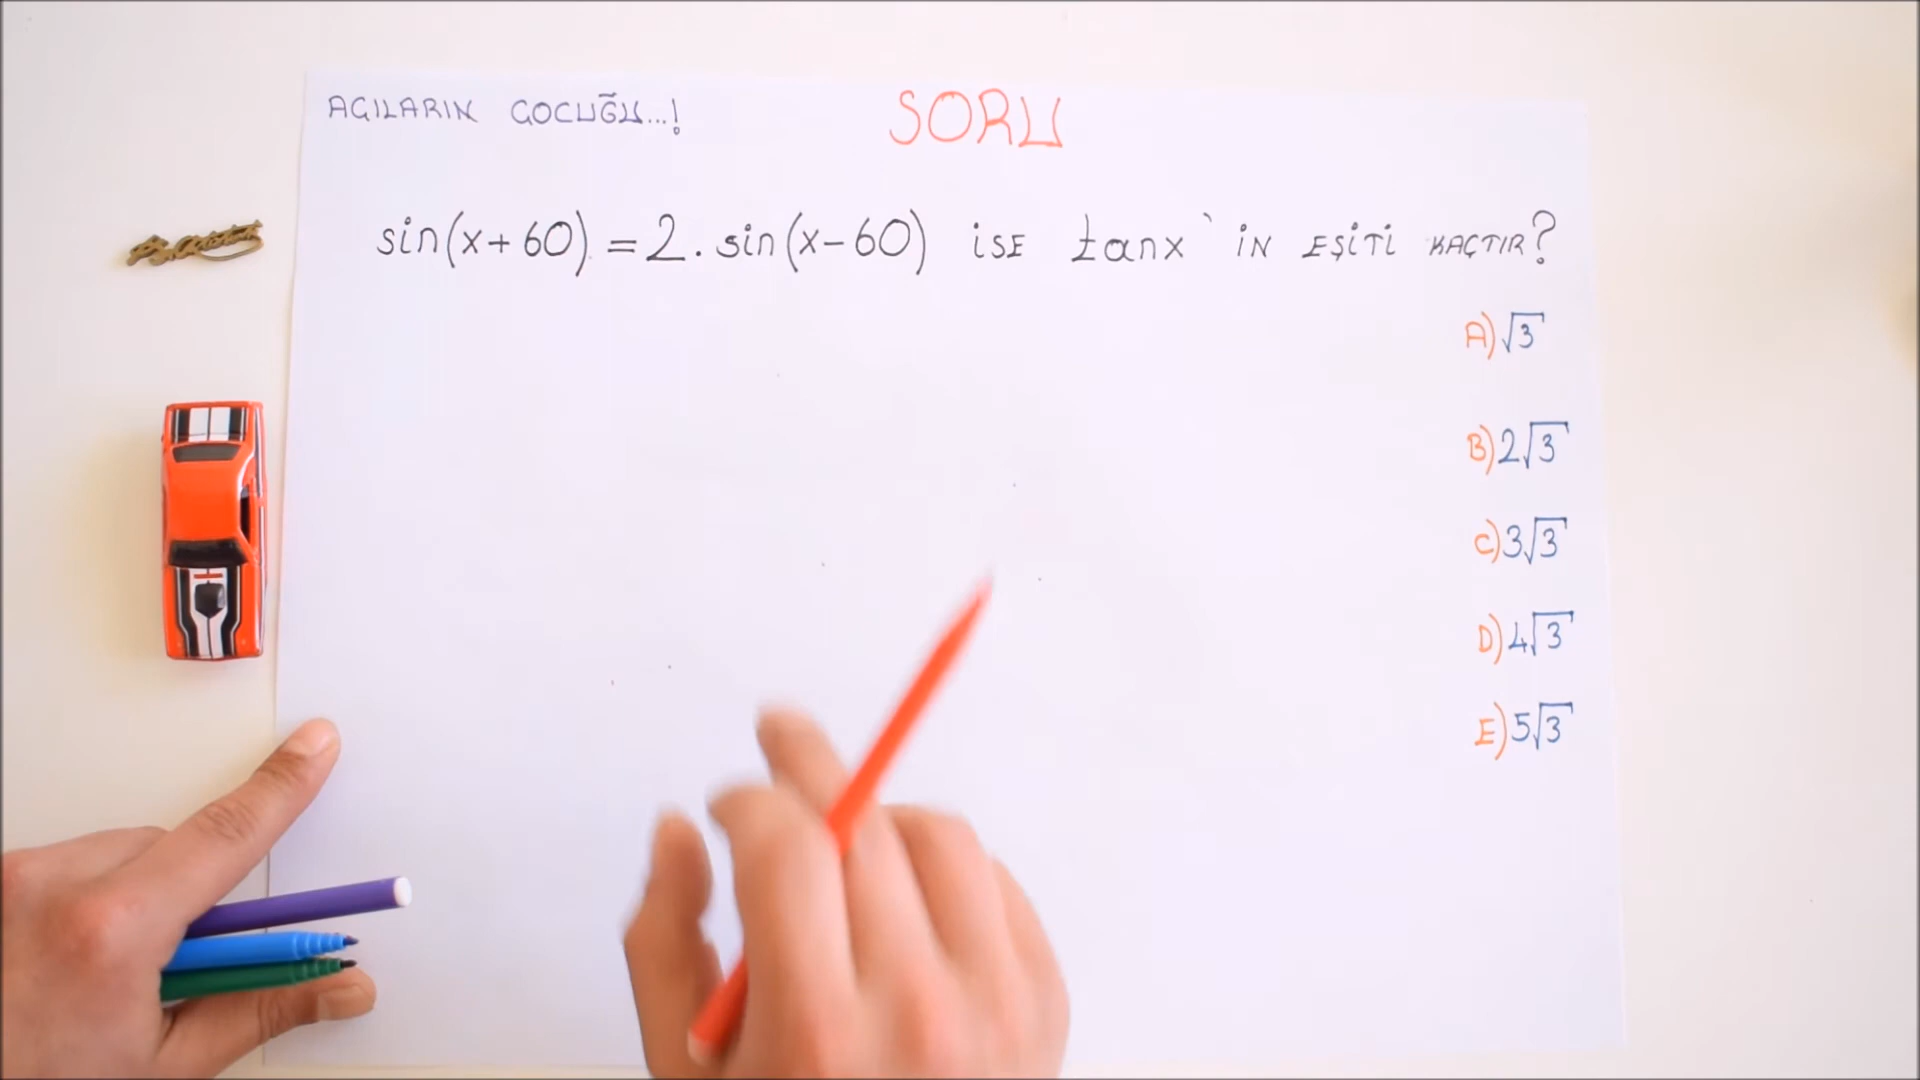 AÇILARIN ÇOCUĞU...!
SORU
sin(x+60)=2.sin(x-60) iSE tanx`iN EŞiTi KAÇTIR?
A)√3
B)2√3
C)3√3
D)4√3
E)5√3